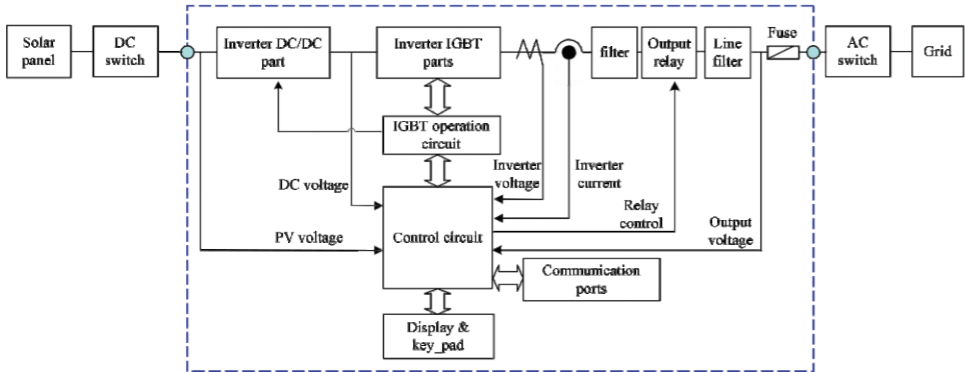 Solar
panel
DC
switch
Inverter DC/DC
part
Inverter IGBT
parts
filter
Output
relay
Line
filter
Fuse
AC
switch
Grid
IGBT operation
circuit
DC voltage
Inverter
voltage
Inverter
current
Relay
control
Output
voltage
PV voltage
Control circuit
Communication
ports
Display &
key_pad